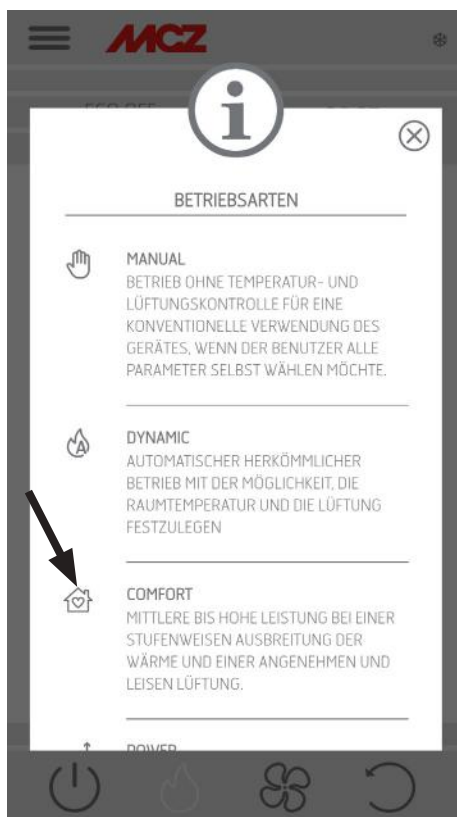 MCZ
BETRIEBSARTEN
MANUAL
BETRIEB OHNE TEMPERATUR- UND
LÜFTUNGSKONTROLLE FÜR EINE
KONVENTIONELLE VERWENDUNG DES
GERÄTES, WENN DER BENUTZER ALLE
PARAMETER SELBST WÄHLEN MÖCHTE.
DYNAMIC
AUTOMATISCHER HERKÖMMLICHER
BETRIEB MIT DER MÖGLICHKEIT, DIE
RAUMTEMPERATUR UND DIE LÜFTUNG
FESTZULEGEN
COMFORT
MITTLERE BIS HOHE LEISTUNG BEI EINER
STUFENWEISEN AUSBREITUNG DER
WÄRME UND EINER ANGENEHMEN UND
LEISEN LÜFTUNG.
POWER